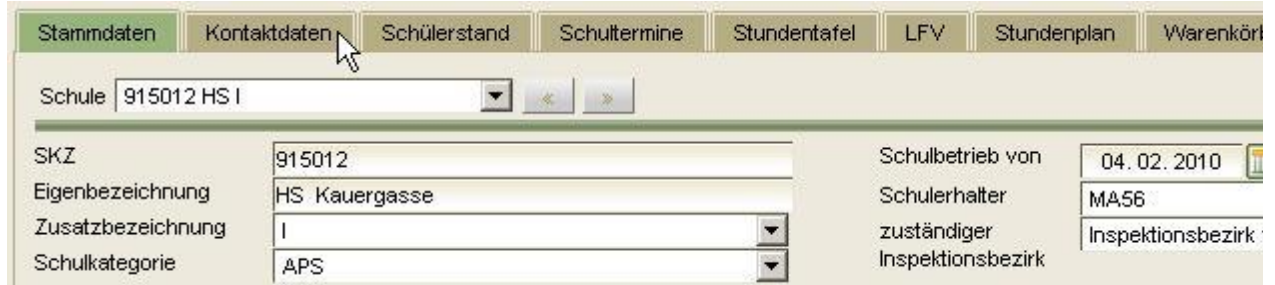 Stammdaten Kontaktdaten Schülerstand Schultermine Stundentafel LFV Stundenplan
Schule 915012 HS I « »
SKZ 915012 Schulbetrieb von 04. 02. 2010
Eigenbezeichnung HS Kauergasse Schulerhalter MA56
Zusatzbezeichnung I zuständiger Inspektionsbezirk
Inspektionsbezirk
Schulkategorie APS